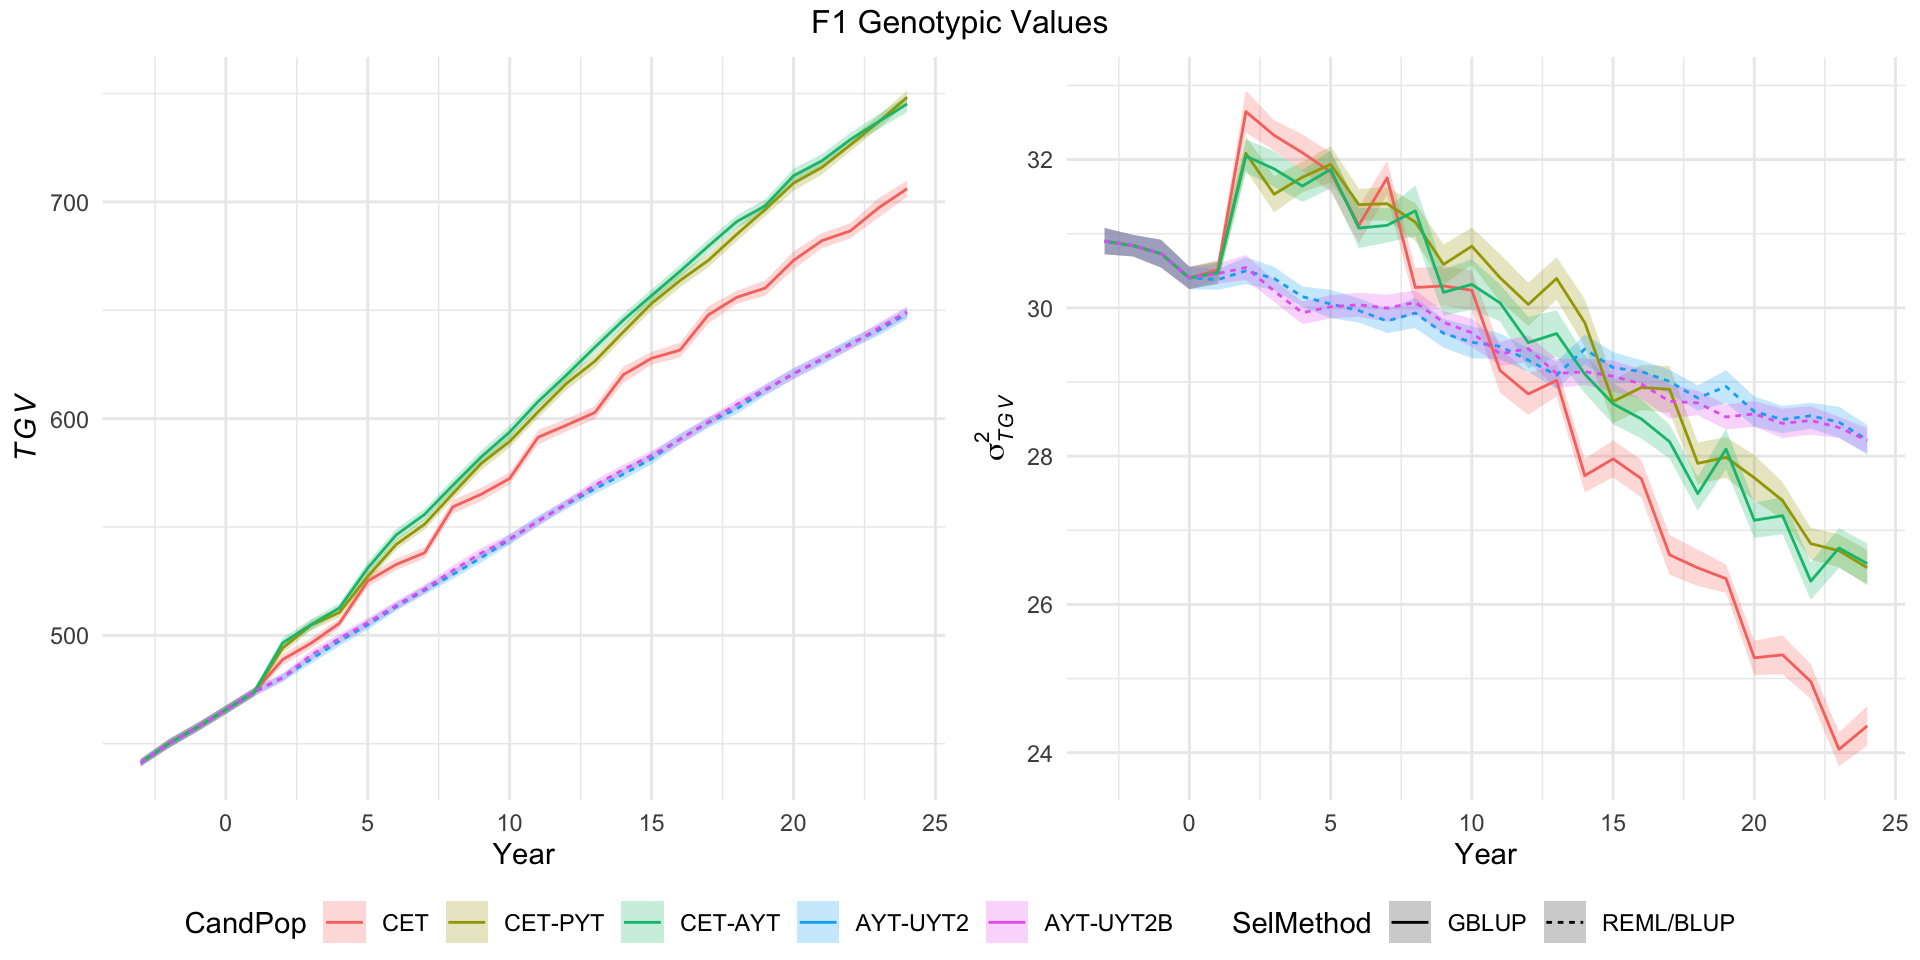 F1 Genotypic Values
TGV
700
600
500
0 5 10 15 20 25
Year
σ²TGV
32
30
28
26
24
0 5 10 15 20 25
Year
CandPop CET CET-PYT CET-AYT AYT-UYT2 AYT-UYT2B SelMethod GBLUP REML/BLUP